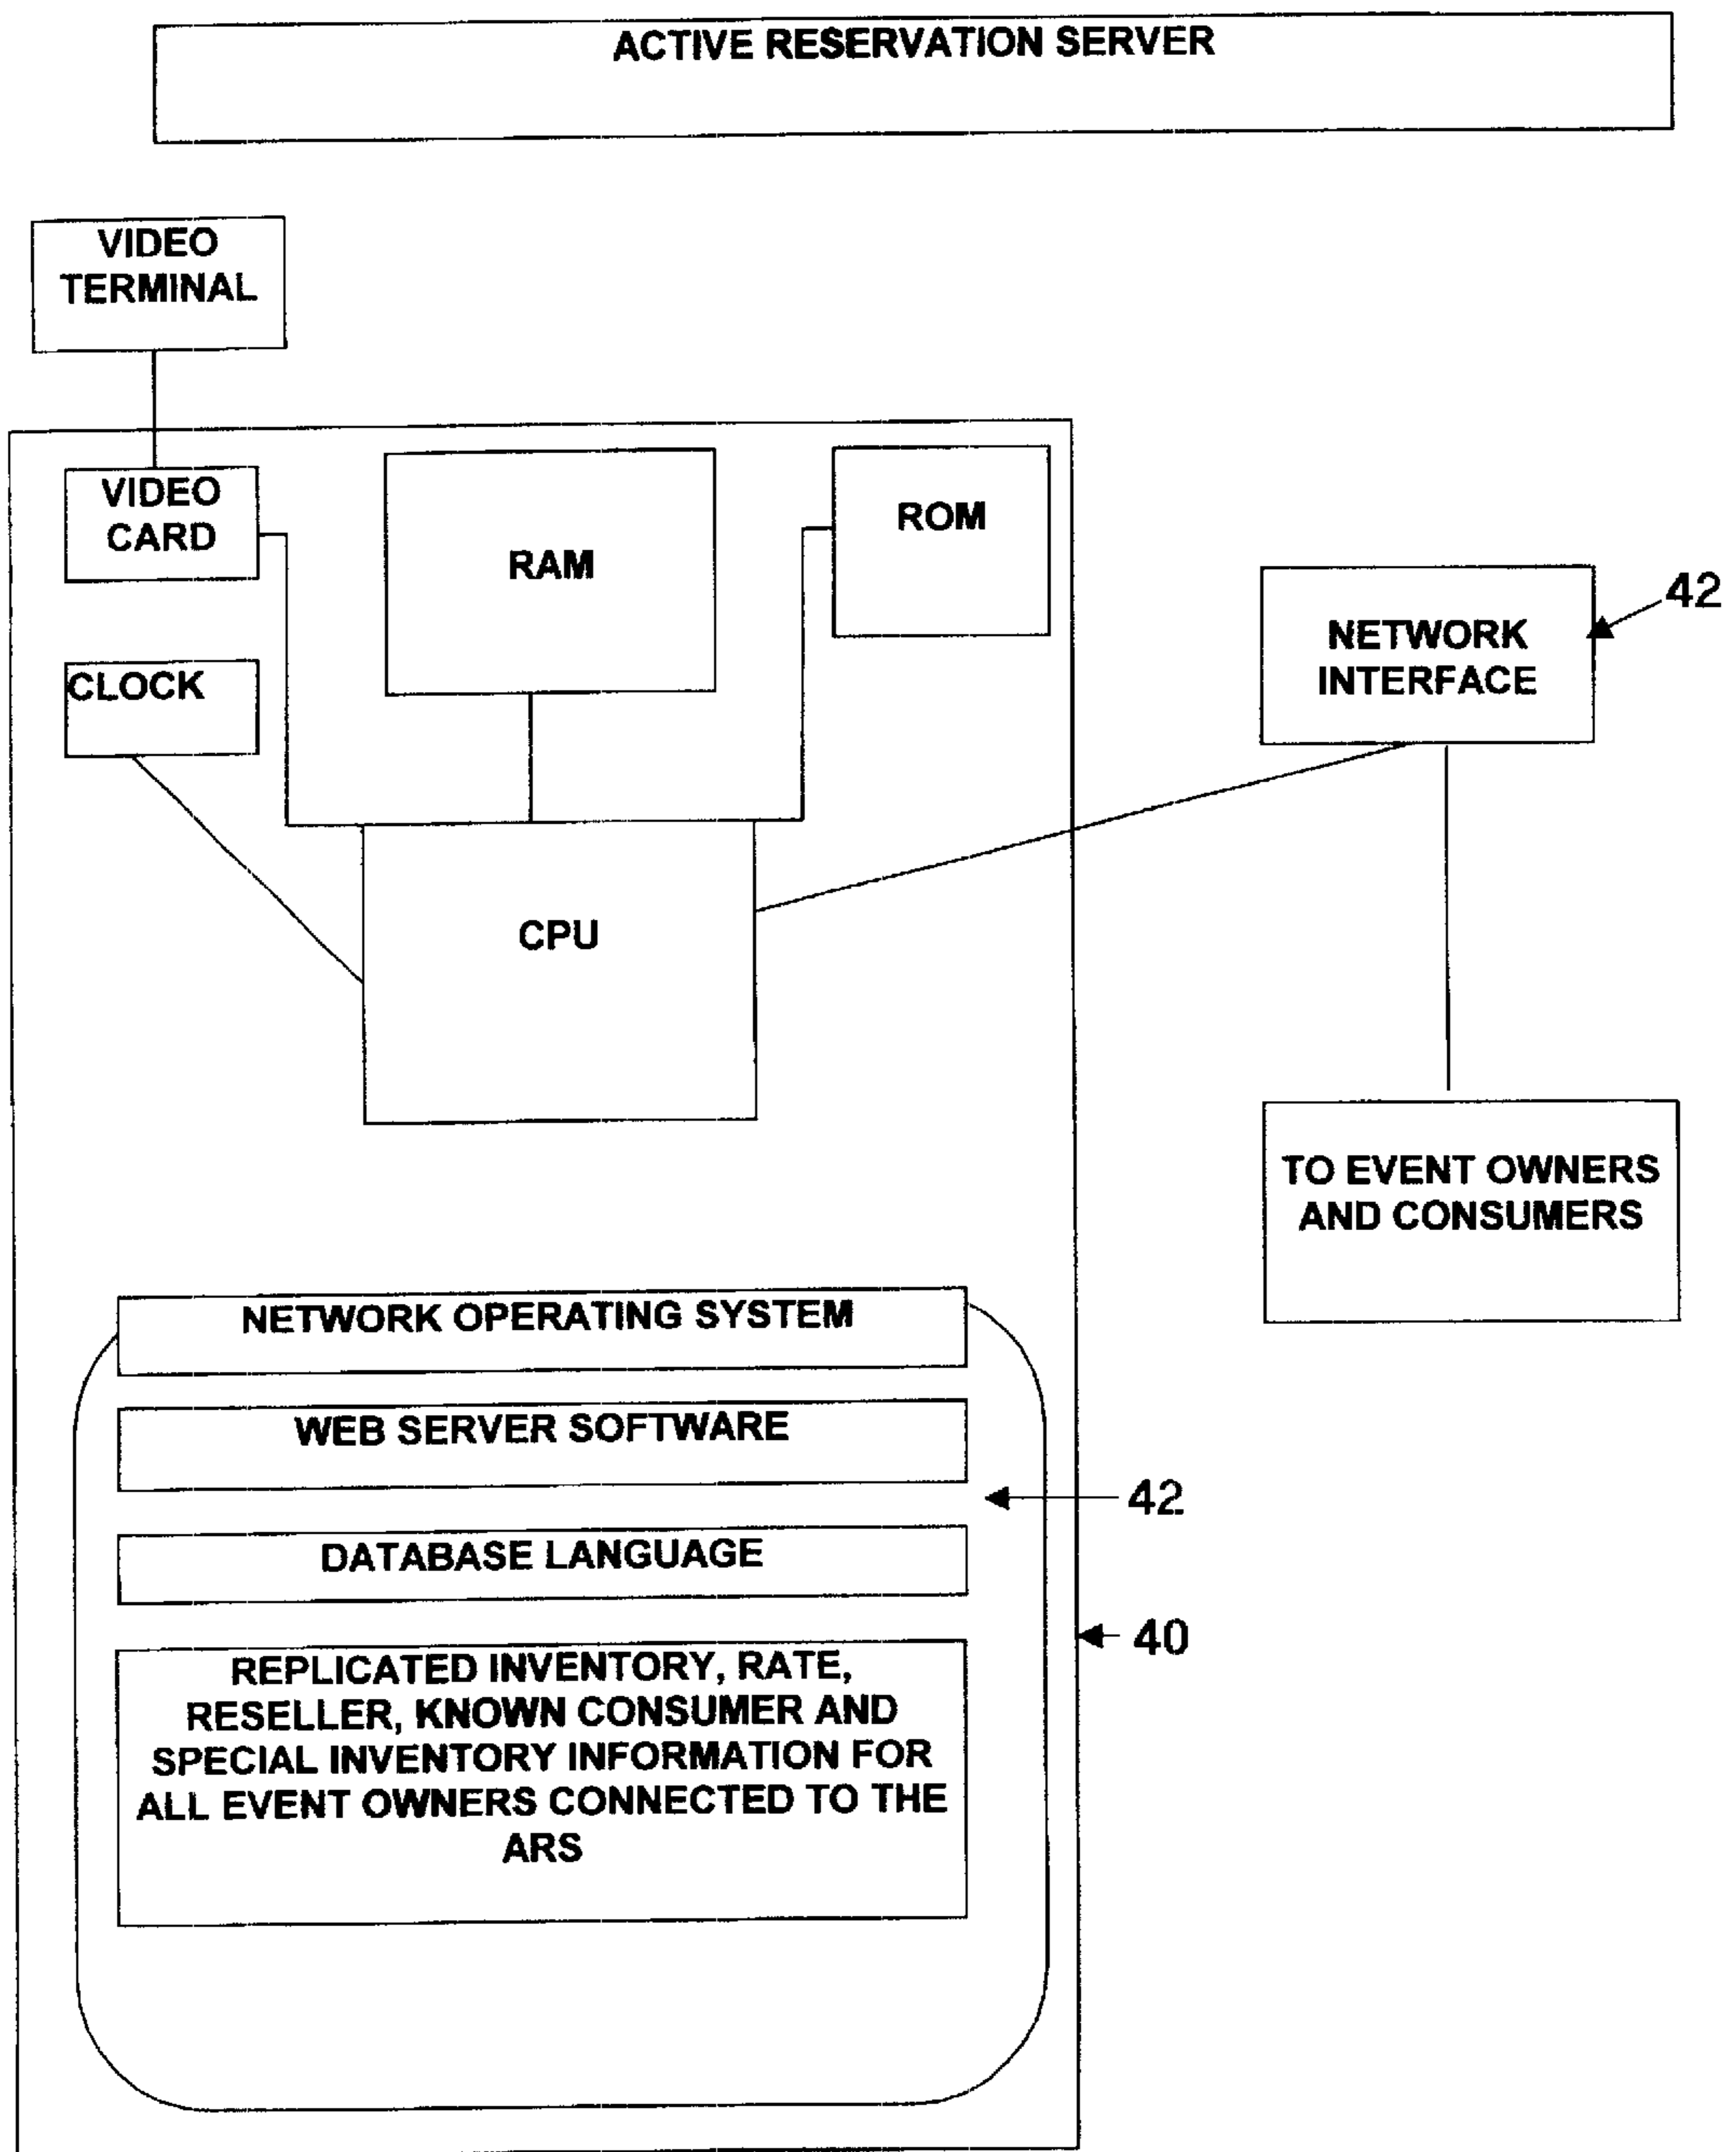 ACTIVE RESERVATION SERVER
VIDEO
TERMINAL
VIDEO
CARD
RAM
ROM
CLOCK
NETWORK
INTERFACE
42
CPU
TO EVENT OWNERS
AND CONSUMERS
NETWORK OPERATING SYSTEM
WEB SERVER SOFTWARE
42
DATABASE LANGUAGE
40
REPLICATED INVENTORY, RATE,
RESELLER, KNOWN CONSUMER AND
SPECIAL INVENTORY INFORMATION FOR
ALL EVENT OWNERS CONNECTED TO THE
ARS